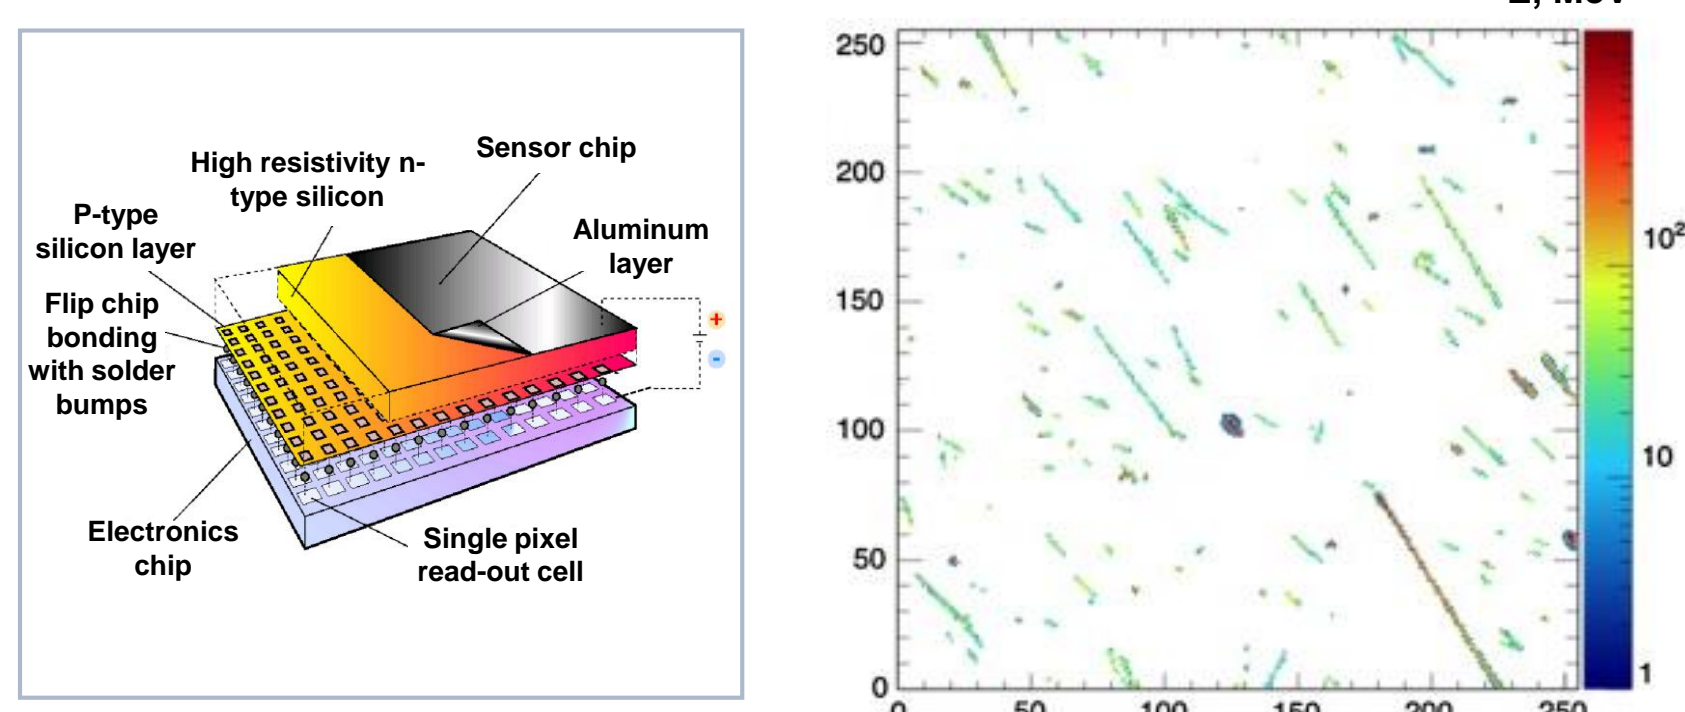 High resistivity n-
type silicon
Sensor chip
P-type
silicon layer
Aluminum
layer
Flip chip
bonding
with solder
bumps
+
-
Electronics
chip
Single pixel
read-out cell
250
200
150
100
50
0
0 50 100 150 200 250
10²
10
1